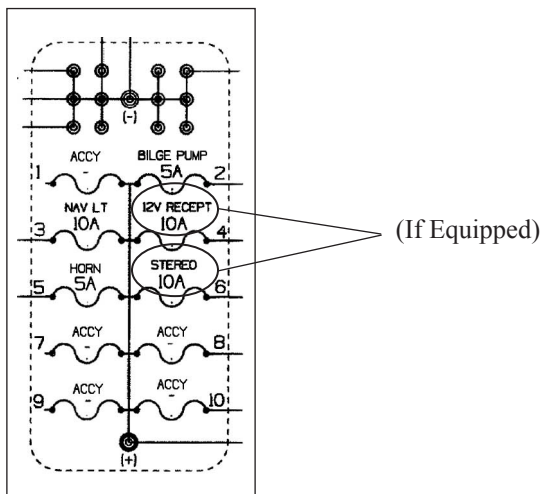 (-)
ACCY BILGE PUMP
1 - 5A 2
NAV LT 12V RECEPT
3 10A 10A 4
(If Equipped)
HORN STEREO
5 5A 10A 6
ACCY ACCY
7 - - 8
ACCY ACCY
9 - - 10
(+)